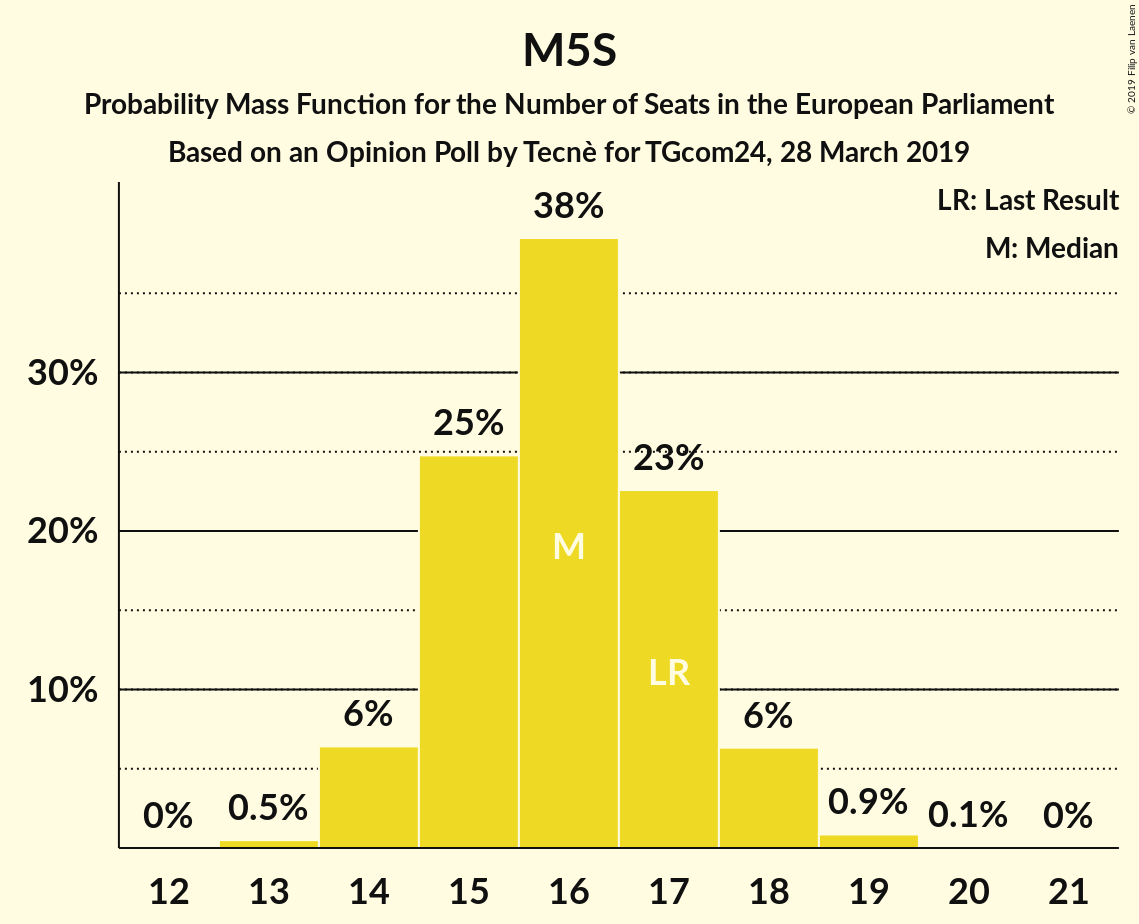 M5S
Probability Mass Function for the Number of Seats in the European Parliament
Based on an Opinion Poll by Tecnè for TGcom24, 28 March 2019
© 2019 Filip van Laenen
LR: Last Result
M: Median
38%
30%
25%
23%
20%
M
LR
10%
6%
6%
0%
0.5%
0.9%
0.1%
0%
12 13 14 15 16 17 18 19 20 21